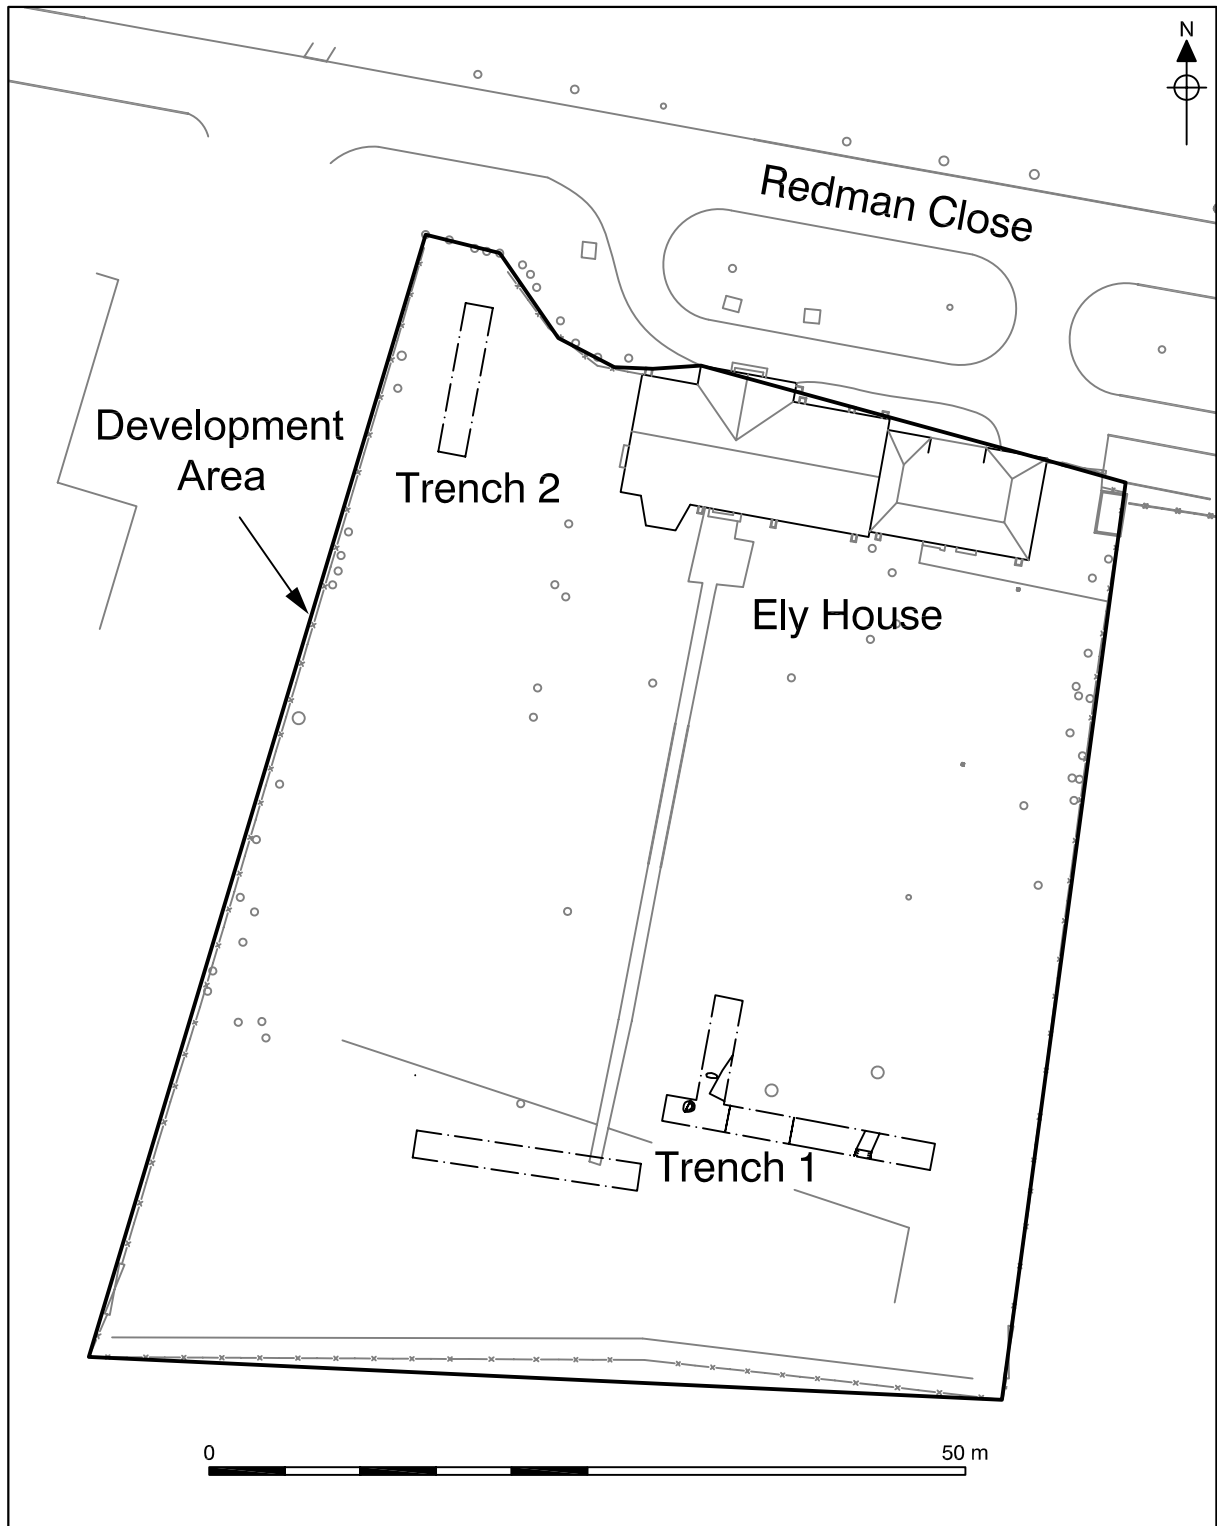 N
Redman Close
Development
Area
Trench 2
Ely House
Trench 1
0
50 m